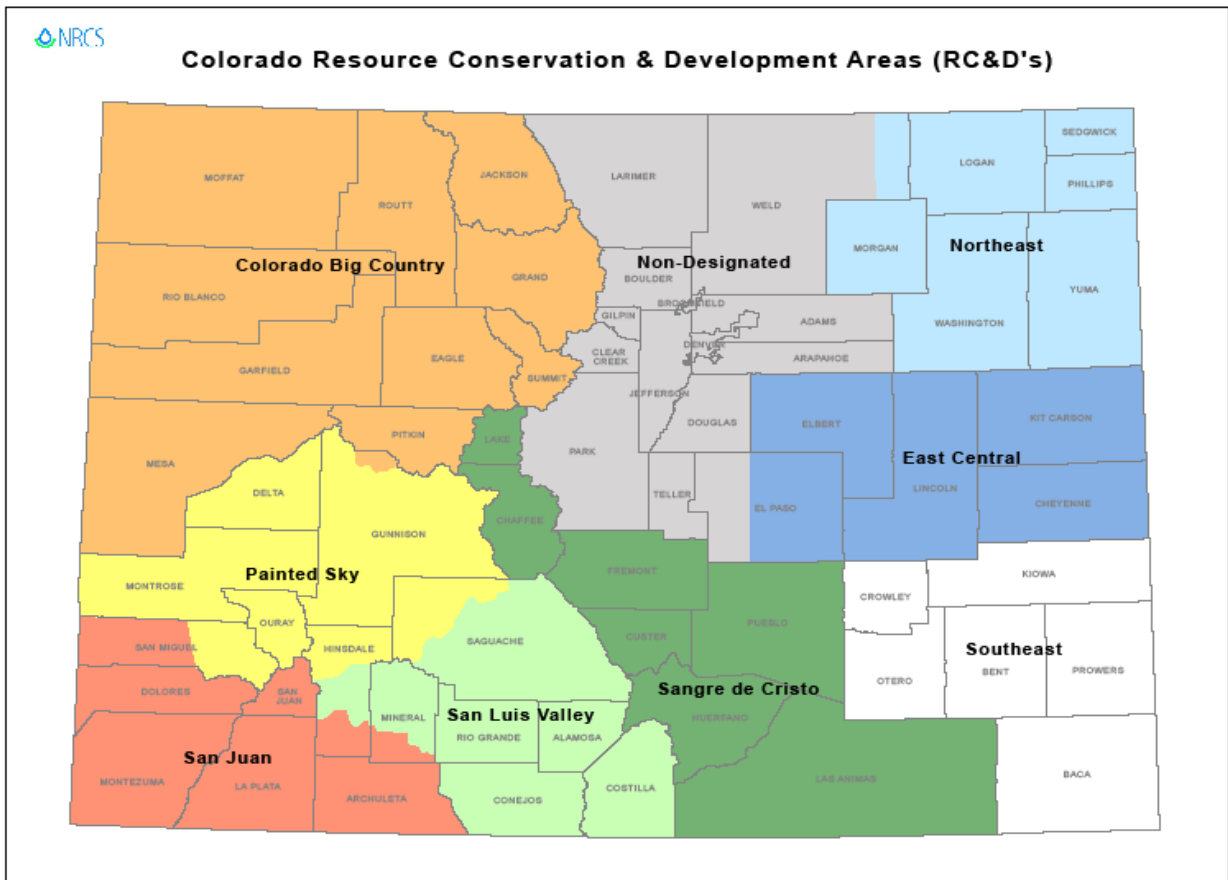 NRCS
Colorado Resource Conservation & Development Areas (RC&D's)
SEDGWICK
LOGAN
MOFFAT
JACKSON
LARIMER
PHILLIPS
ROUTT
WELD
MORGAN
Northeast
Colorado Big Country
Non-Designated
GRAND
BOULDER
RIO BLANCO
YUMA
BROOMFIELD
GILPIN
ADAMS
WASHINGTON
DENVER
CLEAR
CREEK
EAGLE
ARAPAHOE
GARFIELD
SUMMIT
JEFFERSON
KIT CARSON
DOUGLAS
ELBERT
PITKIN
LAKE
PARK
East Central
MESA
LINCOLN
DELTA
TELLER
CHEYENNE
EL PASO
CHAFFEE
GUNNISON
Painted Sky
FREMONT
KIOWA
MONTROSE
CROWLEY
OURAY
PUEBLO
CUSTER
SAGUACHE
SAN MIGUEL
HINSDALE
Southeast
BENT
PROWERS
OTERO
DOLORES
SAN
JUAN
Sangre de Cristo
MINERAL
San Luis Valley
HUERFANO
RIO GRANDE
ALAMOSA
San Juan
MONTEZUMA
LA PLATA
ARCHULETA
CONEJOS
COSTILLA
LAS ANIMAS
BACA